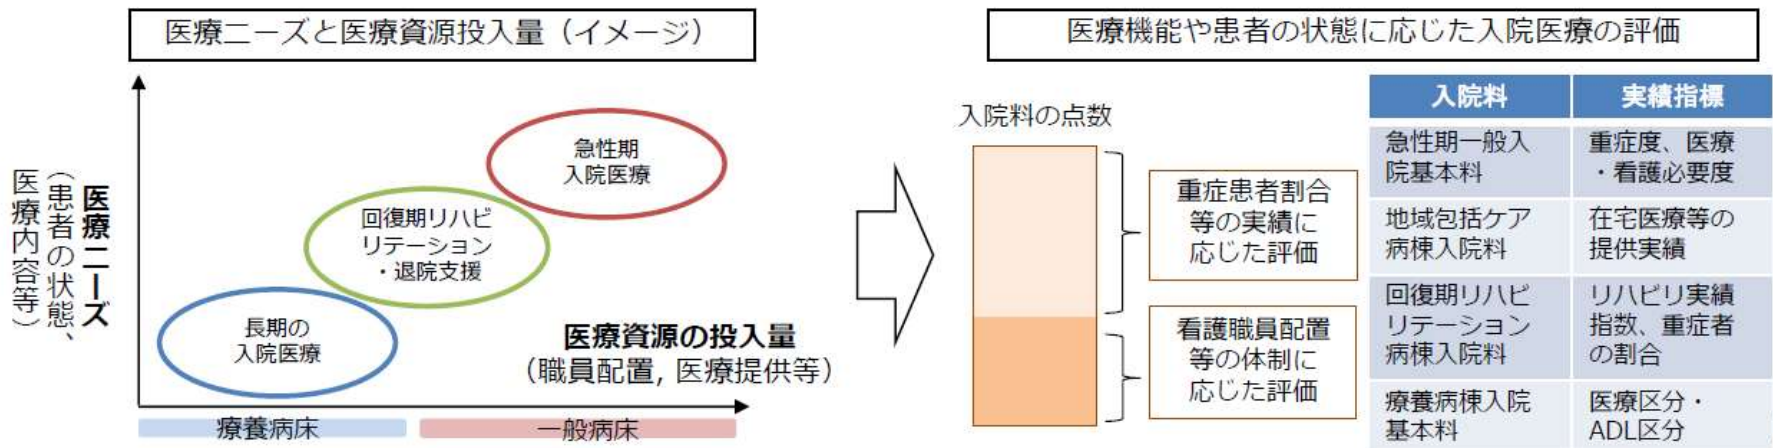 医療ニーズと医療資源投入量（イメージ）
医療ニーズ
（患者の状態、
医療内容等）
急性期
入院医療
回復期リハビ
リテーション
・退院支援
長期の
入院医療
医療資源の投入量
（職員配置, 医療提供等）
療養病床
一般病床
医療機能や患者の状態に応じた入院医療の評価
入院料の点数
重症患者割合
等の実績に
応じた評価
看護職員配置
等の体制に
応じた評価
入院料
実績指標
急性期一般入
院基本料
重症度、医療
・看護必要度
地域包括ケア
病棟入院料
在宅医療等の
提供実績
回復期リハビ
リテーション
病棟入院料
リハビリ実績
指数、重症者
の割合
療養病棟入院
基本料
医療区分・
ADL区分